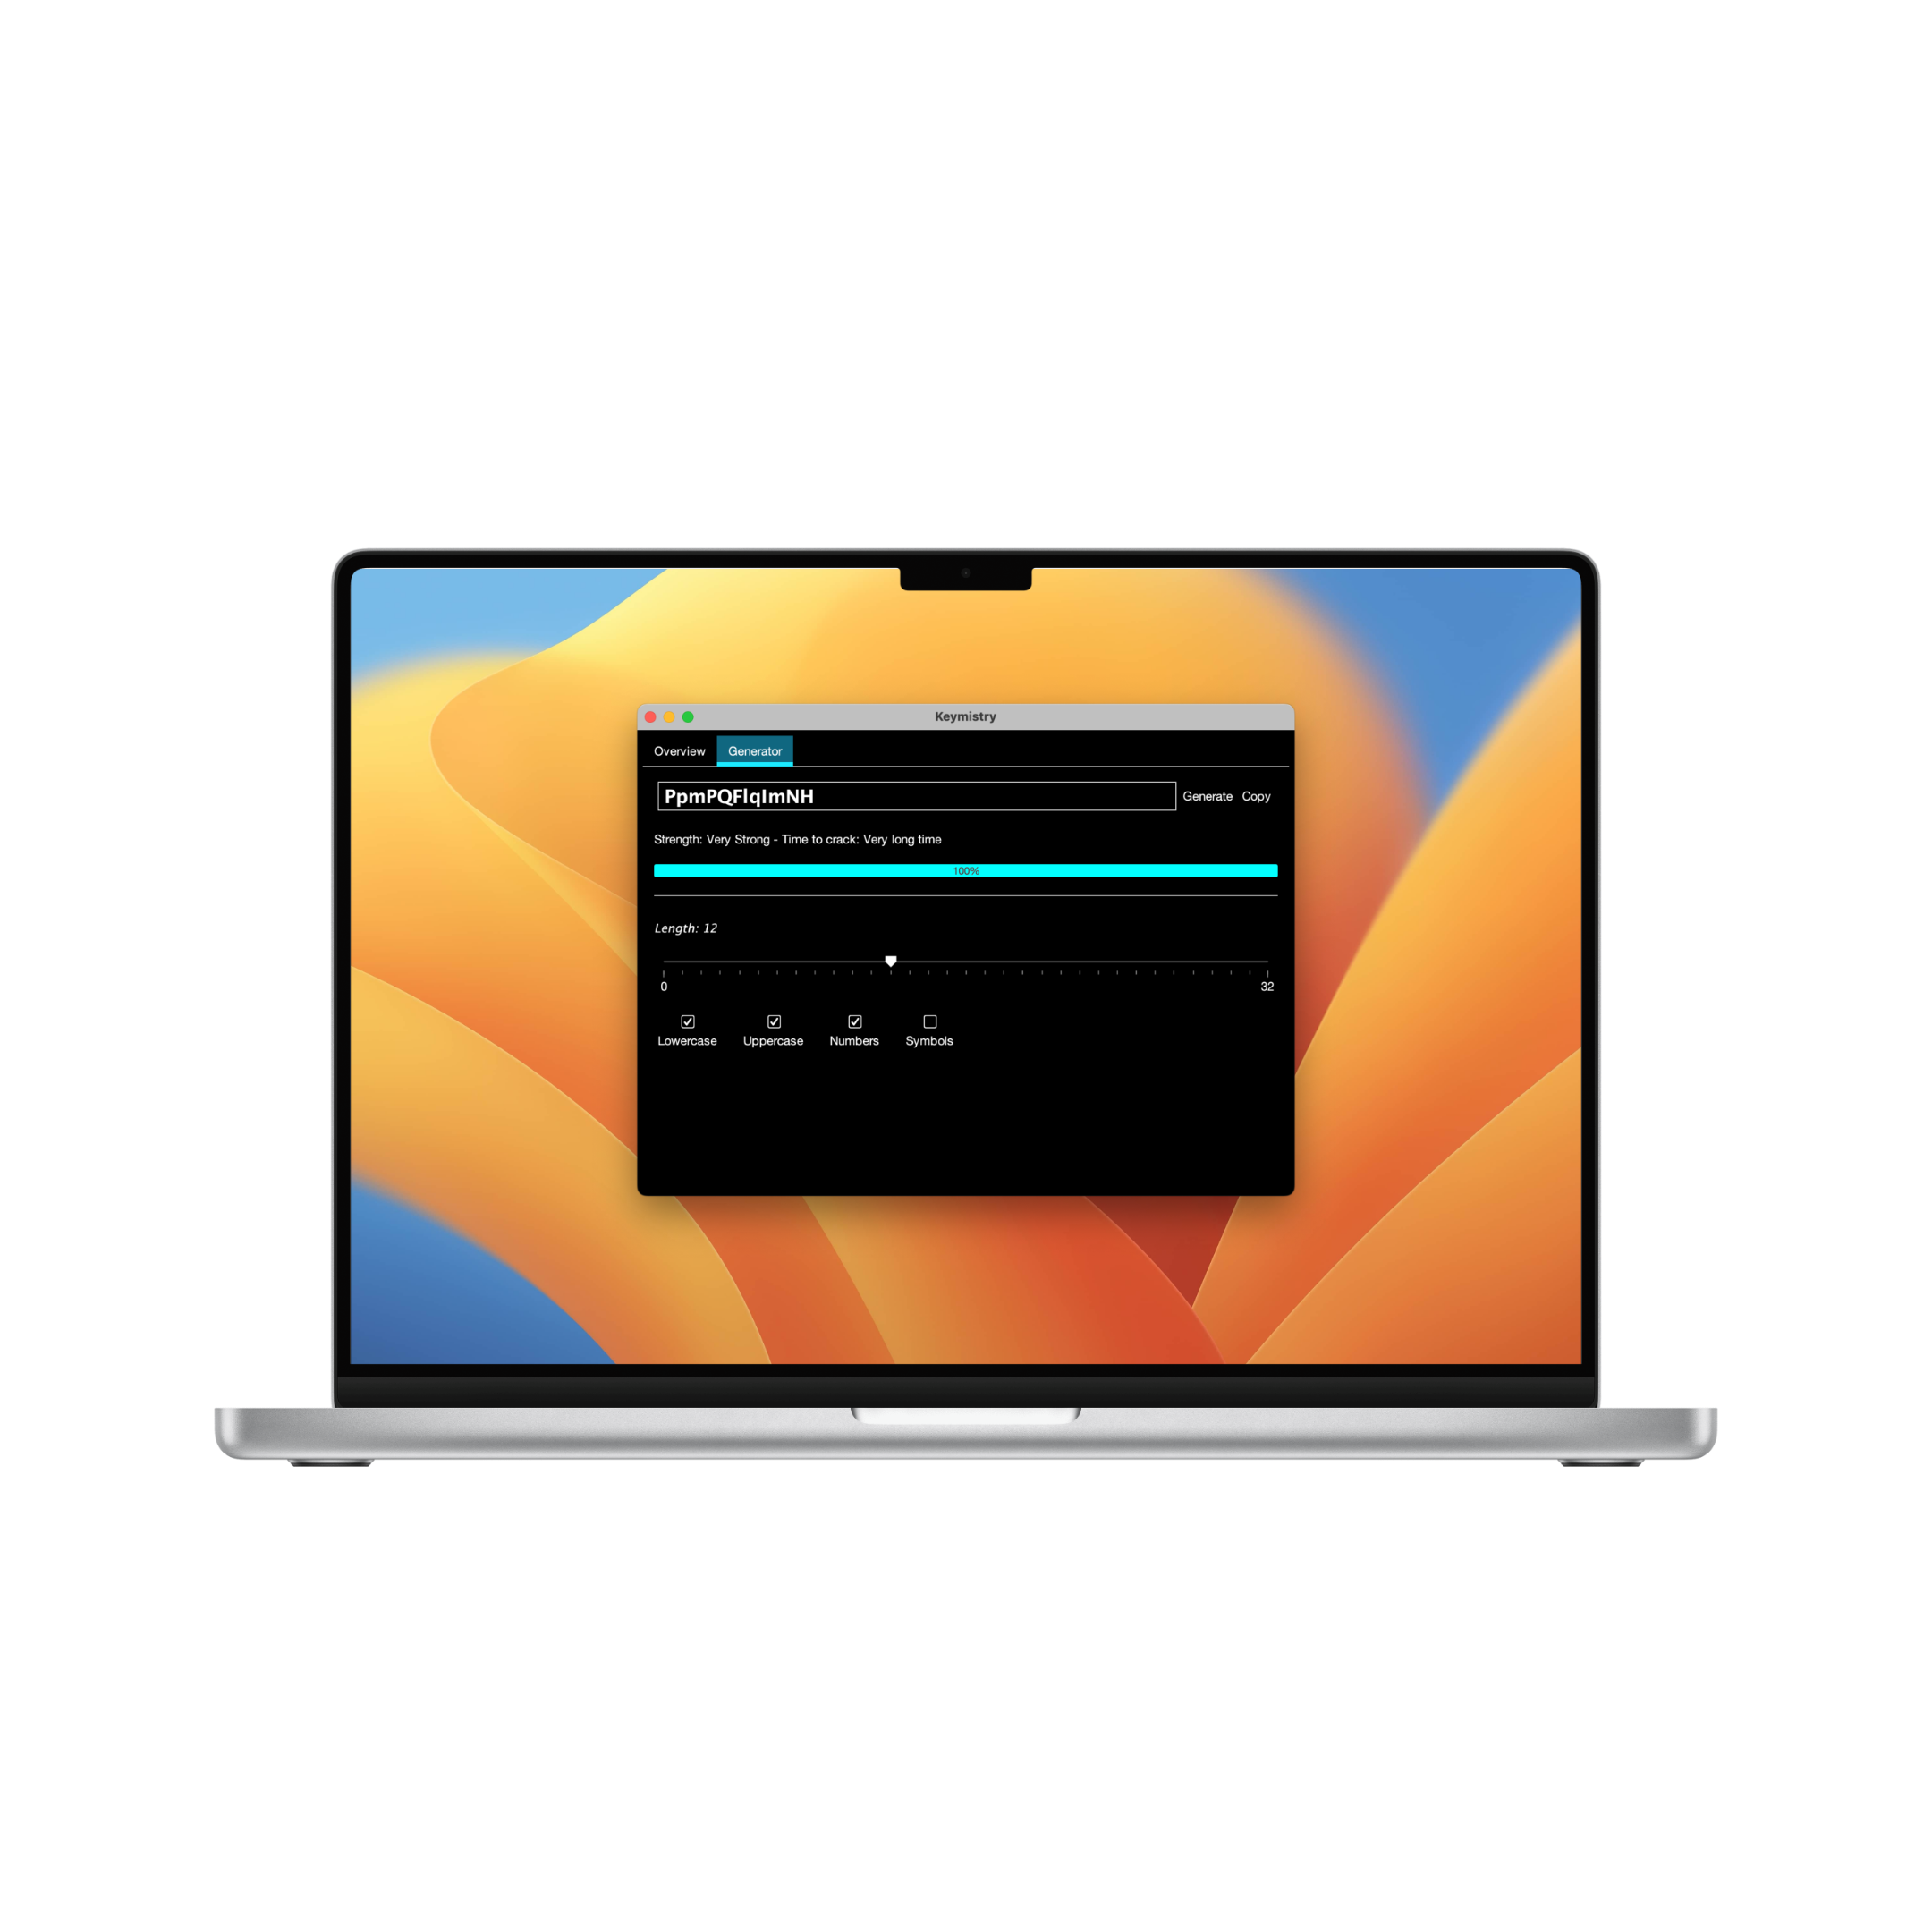 Keymistry
Overview Generator
PpmPQFlqImNH Generate Copy
Strength: Very Strong - Time to crack: Very long time
100%
Length: 12
0 32
Lowercase Uppercase Numbers Symbols